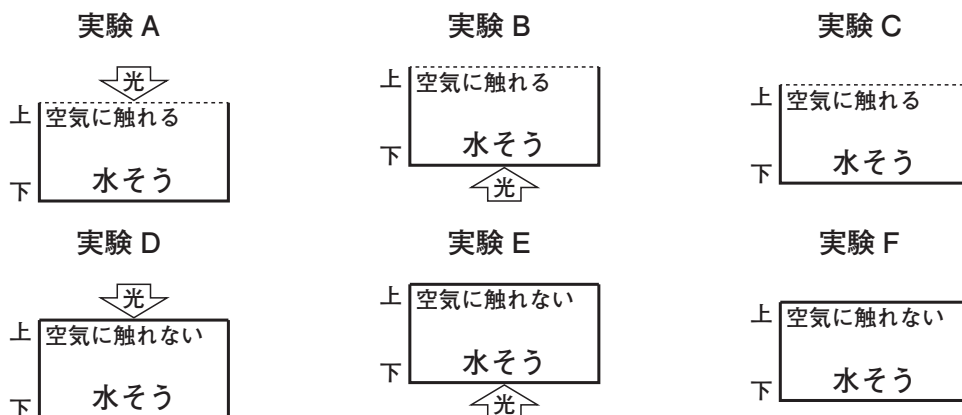 実験 A
光
上
空気に触れる
水そう
下
実験 B
上
空気に触れる
水そう
下
光
実験 C
上
空気に触れる
水そう
下
実験 D
光
上
空気に触れない
水そう
下
実験 E
上
空気に触れない
水そう
下
光
実験 F
上
空気に触れない
水そう
下